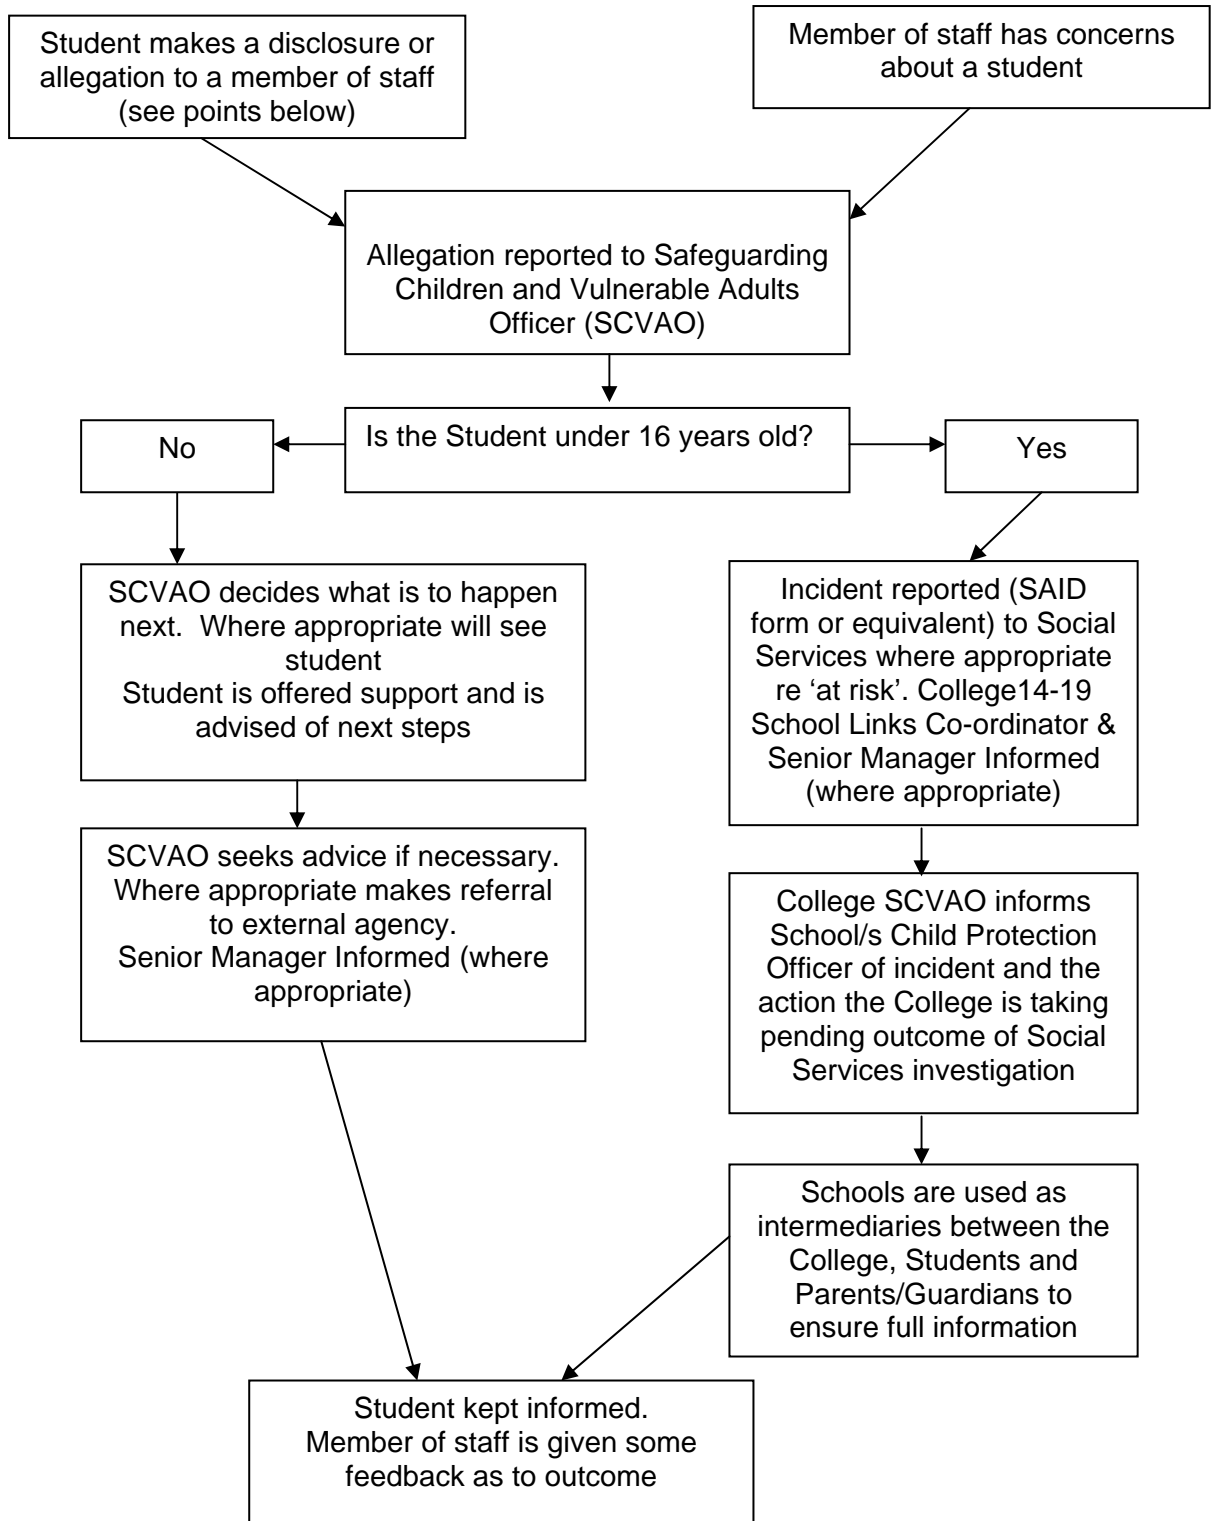 Student makes a disclosure or
allegation to a member of staff
(see points below)
Member of staff has concerns
about a student
Allegation reported to Safeguarding
Children and Vulnerable Adults
Officer (SCVAO)
Is the Student under 16 years old?
No
Yes
SCVAO decides what is to happen
next.  Where appropriate will see
student
Student is offered support and is
advised of next steps
SCVAO seeks advice if necessary.
Where appropriate makes referral
to external agency.
Senior Manager Informed (where
appropriate)
Incident reported (SAID
form or equivalent) to Social
Services where appropriate
re ‘at risk’. College14-19
School Links Co-ordinator &
Senior Manager Informed
(where appropriate)
College SCVAO informs
School/s Child Protection
Officer of incident and the
action the College is taking
pending outcome of Social
Services investigation
Schools are used as
intermediaries between the
College, Students and
Parents/Guardians to
ensure full information
Student kept informed.
Member of staff is given some
feedback as to outcome